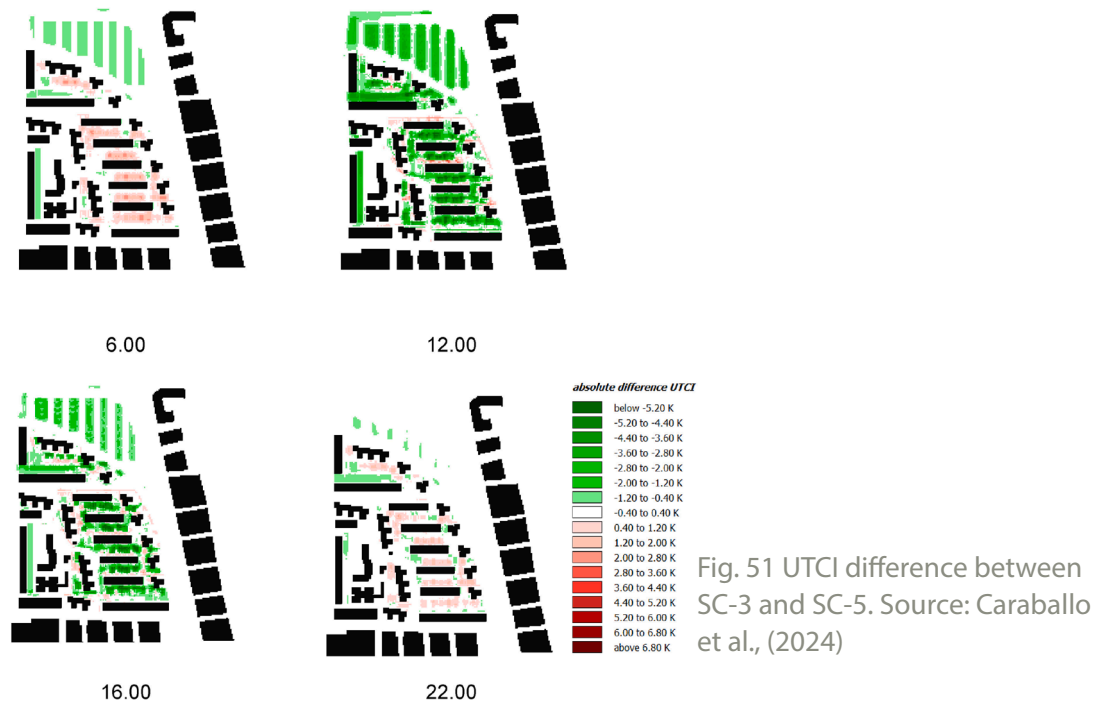 6.00
12.00
absolute difference UTCI
below -5.20 K
-5.20 to -4.40 K
-4.40 to -3.60 K
-3.60 to -2.80 K
-2.80 to -2.00 K
-2.00 to -1.20 K
-1.20 to -0.40 K
-0.40 to 0.40 K
0.40 to 1.20 K
1.20 to 2.00 K
2.00 to 2.80 K
2.80 to 3.60 K
3.60 to 4.40 K
4.40 to 5.20 K
5.20 to 6.00 K
6.00 to 6.80 K
above 6.80 K
Fig. 51 UTCI difference between
SC-3 and SC-5. Source: Caraballo
et al., (2024)
16.00
22.00